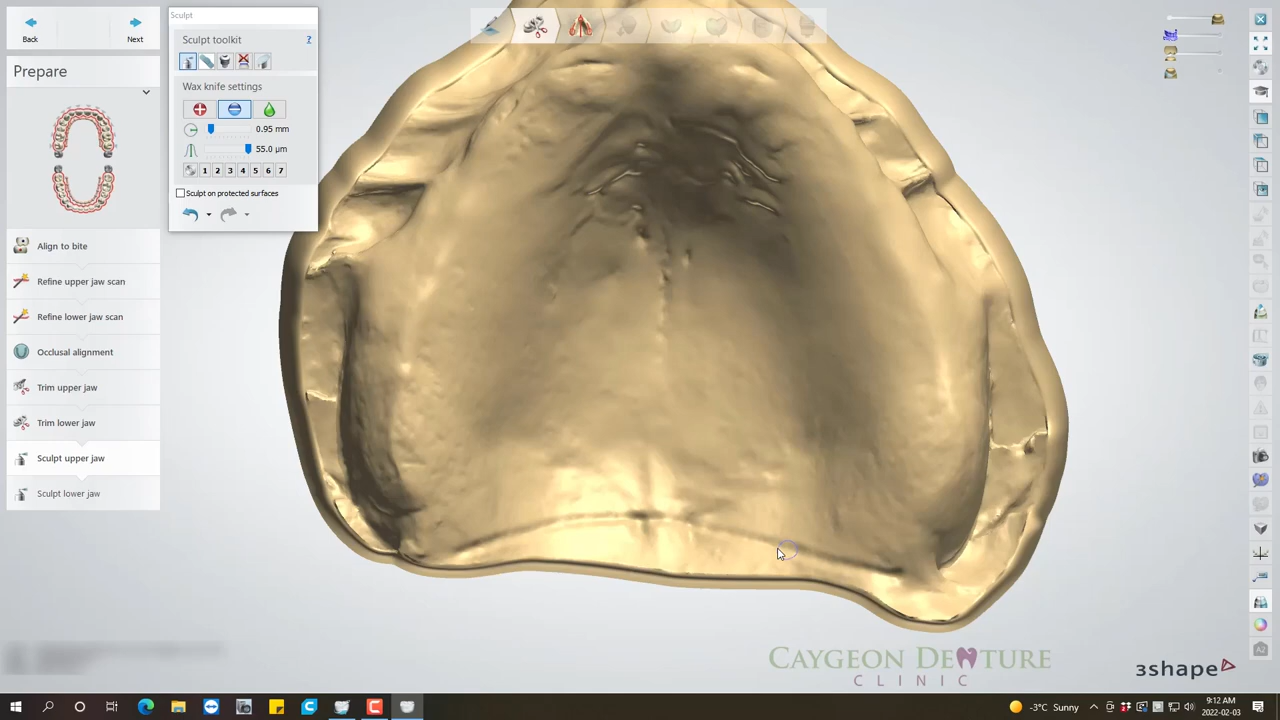 Back
Next
Prepare
Align to bite
Refine upper jaw scan
Refine lower jaw scan
Occlusal alignment
Trim upper jaw
Trim lower jaw
Sculpt upper jaw
Sculpt lower jaw
Sculpt
Sculpt toolkit
?
Wax knife settings
0.95 mm
55.0 µm
1 2 3 4 5 6 7
Sculpt on protected surfaces
A2
CAYGEON DENTURE
CLINIC
3shape
-3°C Sunny
9:12 AM
2022-02-03